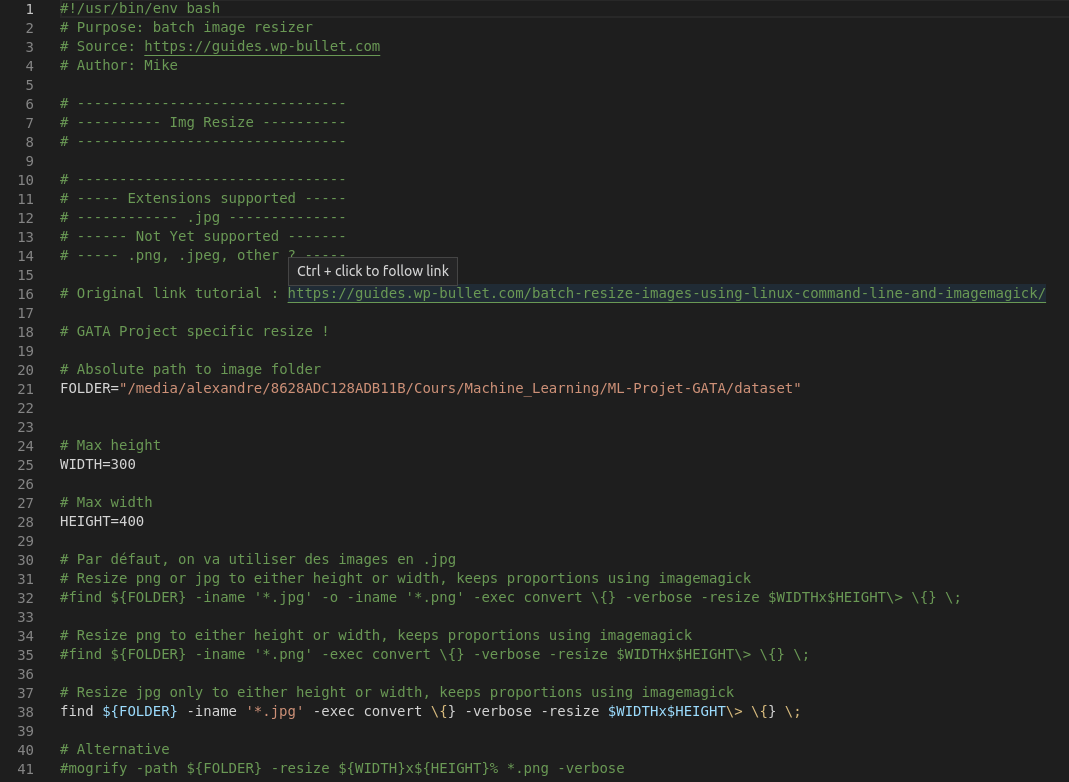 1 #!/usr/bin/env bash
2 # Purpose: batch image resizer
3 # Source: https://guides.wp-bullet.com
4 # Author: Mike
5
6 # --------------------------------
7 # ---------- Img Resize ----------
8 # --------------------------------
9
10 # --------------------------------
11 # ----- Extensions supported -----
12 # ------------ .jpg --------------
13 # ------ Not Yet supported -------
14 # ----- .png, .jpeg, other ? -----
Ctrl + click to follow link
15
16 # Original link tutorial : https://guides.wp-bullet.com/batch-resize-images-using-linux-command-line-and-imagemagick/
17
18 # GATA Project specific resize !
19
20 # Absolute path to image folder
21 FOLDER="/media/alexandre/8628ADC128ADB11B/Cours/Machine_Learning/ML-Projet-GATA/dataset"
22
23
24 # Max height
25 WIDTH=300
26
27 # Max width
28 HEIGHT=400
29
30 # Par défaut, on va utiliser des images en .jpg
31 # Resize png or jpg to either height or width, keeps proportions using imagemagick
32 #find ${FOLDER} -iname '*.jpg' -o -iname '*.png' -exec convert \{} -verbose -resize $WIDTHx$HEIGHT\> \{} \;
33
34 # Resize png to either height or width, keeps proportions using imagemagick
35 #find ${FOLDER} -iname '*.png' -exec convert \{} -verbose -resize $WIDTHx$HEIGHT\> \{} \;
36
37 # Resize jpg only to either height or width, keeps proportions using imagemagick
38 find ${FOLDER} -iname '*.jpg' -exec convert \{} -verbose -resize $WIDTHx$HEIGHT\> \{} \;
39
40 # Alternative
41 #mogrify -path ${FOLDER} -resize ${WIDTH}x${HEIGHT}% *.png -verbose